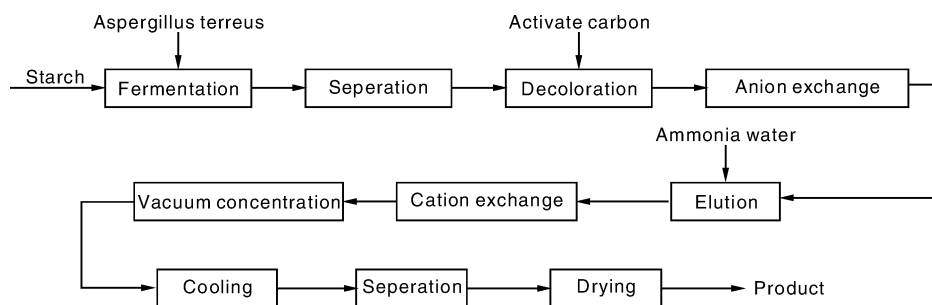 Aspergillus terreus
Activate carbon
Starch
Fermentation
Seperation
Decoloration
Anion exchange
Ammonia water
Elution
Cation exchange
Vacuum concentration
Cooling
Seperation
Drying
Product